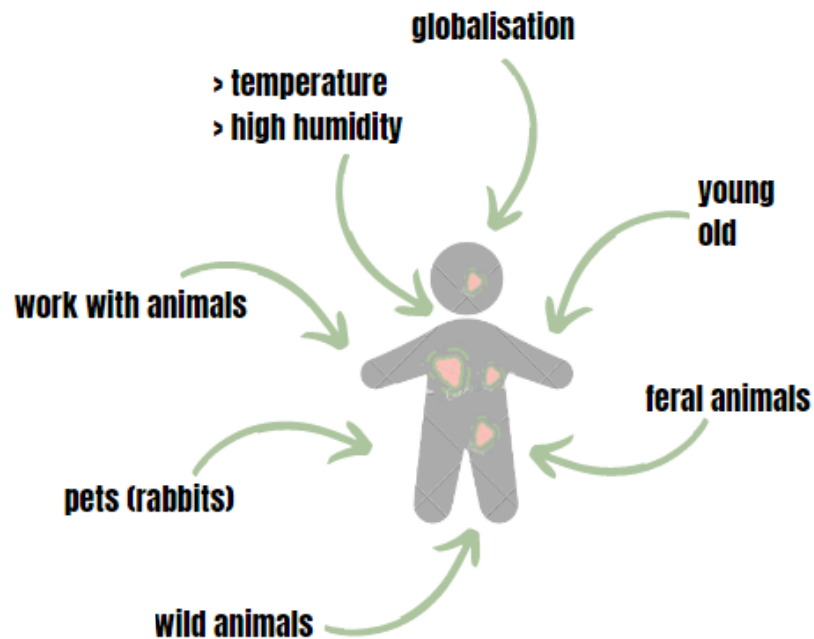 globalisation
> temperature
> high humidity
young
old
work with animals
feral animals
pets (rabbits)
wild animals